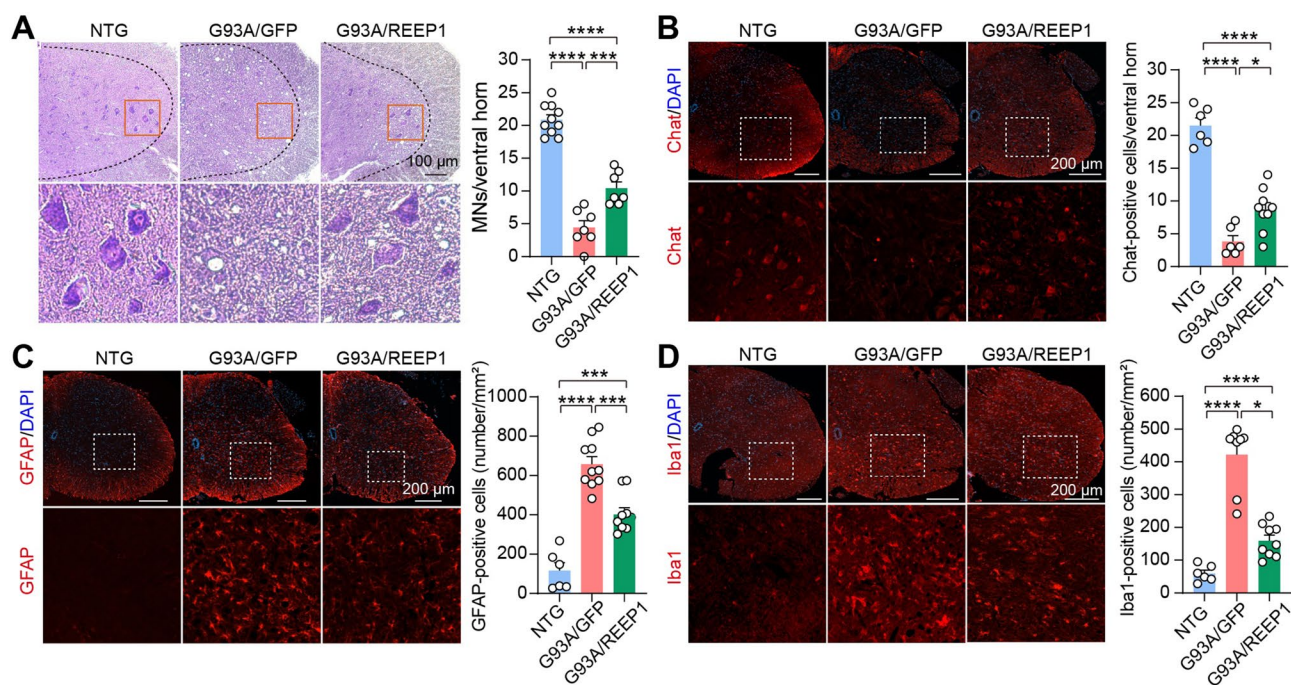 A
NTG G93A/GFP G93A/REEP1
100 μm
MNs/ventral horn
25
20
15
10
5
0
**** 
**** ***
NTG
G93A/GFP
G93A/REEP1
B
NTG G93A/GFP G93A/REEP1
Chat/DAPI
200 μm
Chat
Chat-positive cells/ventral horn
30
25
20
15
10
5
0
****
**** *
NTG
G93A/GFP
G93A/REEP1
C
NTG G93A/GFP G93A/REEP1
GFAP/DAPI
200 μm
GFAP
GFAP-positive cells (number/mm²)
1000
800
600
400
200
0
***
**** ***
NTG
G93A/GFP
G93A/REEP1
D
NTG G93A/GFP G93A/REEP1
Iba1/DAPI
200 μm
Iba1
Iba1-positive cells (number/mm²)
600
500
400
300
200
100
0
****
**** *
NTG
G93A/GFP
G93A/REEP1